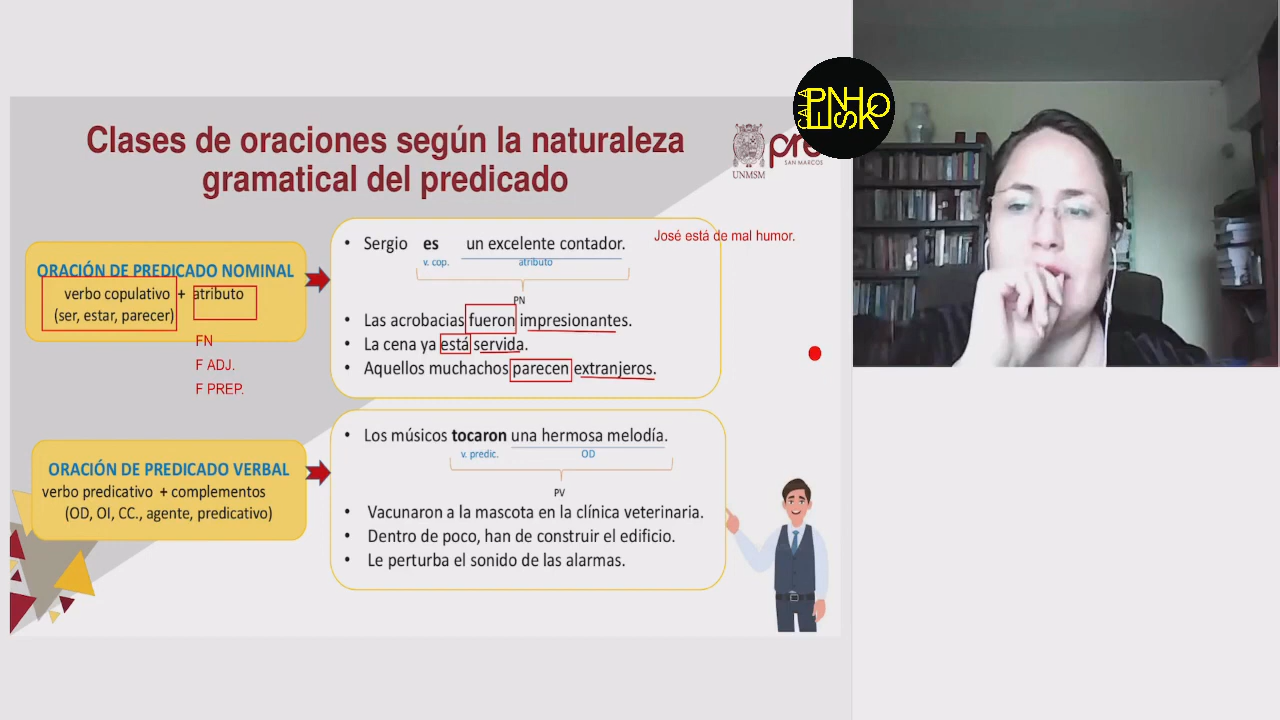 Clases de oraciones según la naturaleza
gramatical del predicado
UNMSM
pre
SAN MARCOS
CALA
PNHO
ESK
ORACIÓN DE PREDICADO NOMINAL
verbo copulativo + atributo
(ser, estar, parecer)
FN
F ADJ.
F PREP.
• Sergio es un excelente contador.
v. cop. atributo
PN
José está de mal humor.
• Las acrobacias fueron impresionantes.
• La cena ya está servida.
• Aquellos muchachos parecen extranjeros.
ORACIÓN DE PREDICADO VERBAL
verbo predicativo + complementos
(OD, OI, CC., agente, predicativo)
• Los músicos tocaron una hermosa melodía.
v. predic. OD
PV
• Vacunaron a la mascota en la clínica veterinaria.
• Dentro de poco, han de construir el edificio.
• Le perturba el sonido de las alarmas.